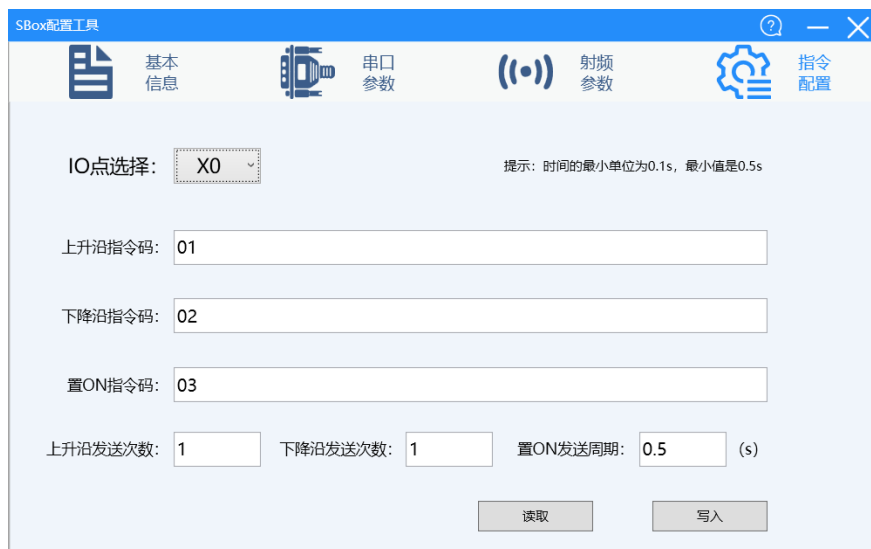 SBox配置工具
基本
信息
串口
参数
射频
参数
指令
配置
IO点选择： X0 提示：时间的最小单位为0.1s，最小值是0.5s
上升沿指令码： 01
下降沿指令码： 02
置ON指令码： 03
上升沿发送次数： 1 下降沿发送次数： 1 置ON发送周期： 0.5 (s)
读取 写入